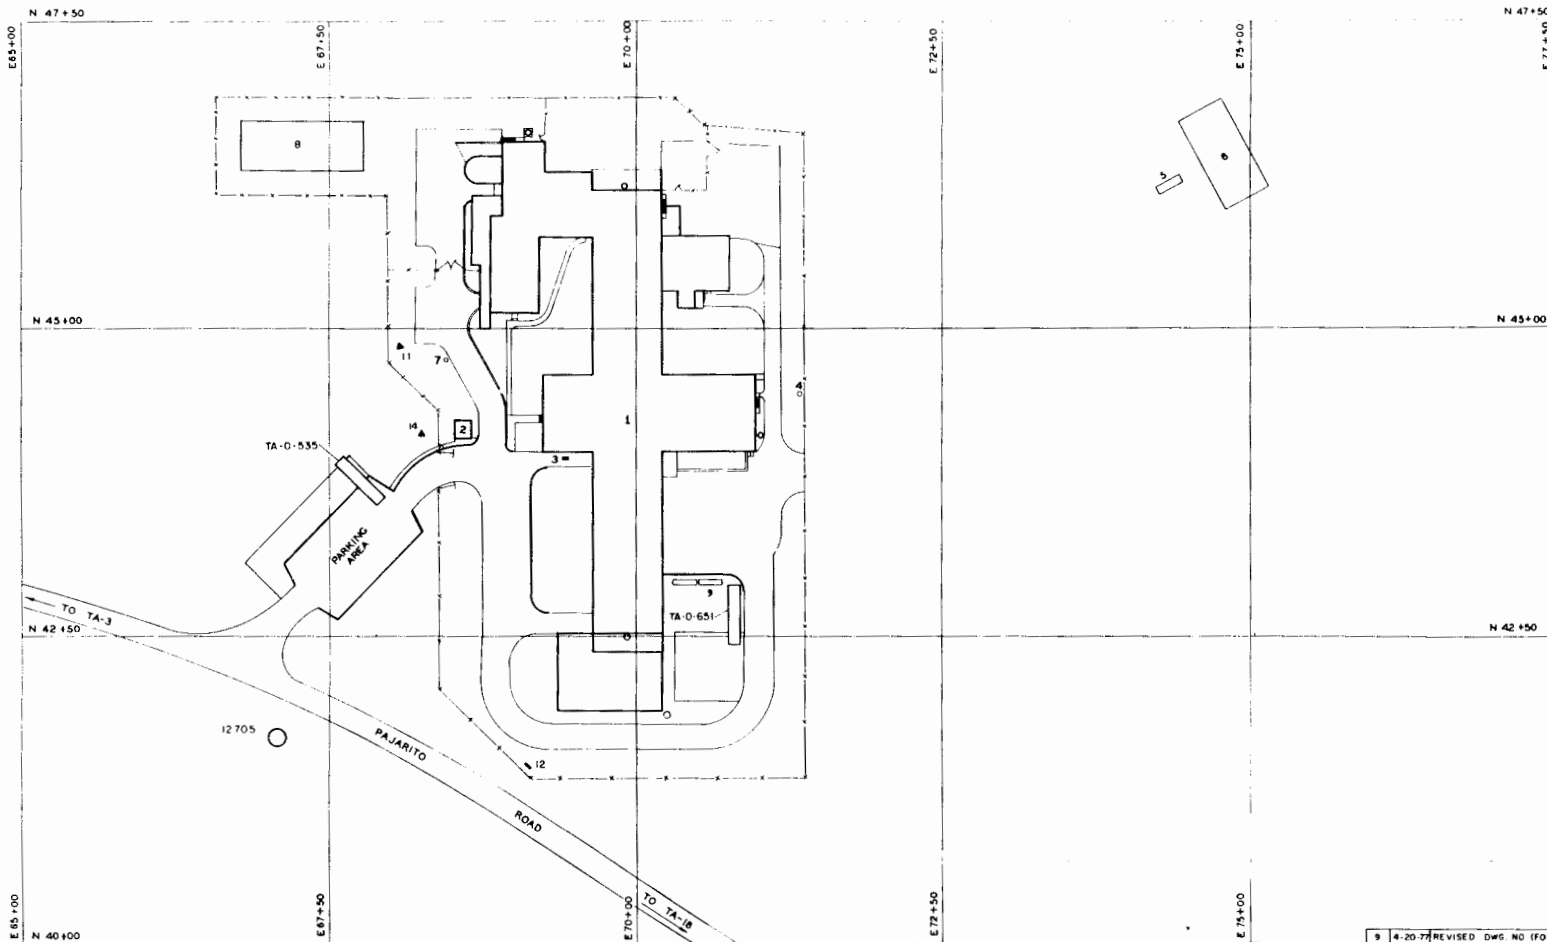 N 47+50
N 47+50
E 65+00
E 67+50
E 70+00
E 72+50
E 75+00
E 77+50
8
5
6
N 45+00
N 45+00
11
7
4
1
14
2
TA-0-535
3
PARKING
AREA
9
TA-0-651
TO TA-3
N 42+50
N 42+50
12705
PAJARITO
12
ROAD
TO TA-18
E 65+00
E 67+50
E 70+00
E 72+50
E 75+00
N 40+00
9 4-20-77 REVISED DWG. NO (FO